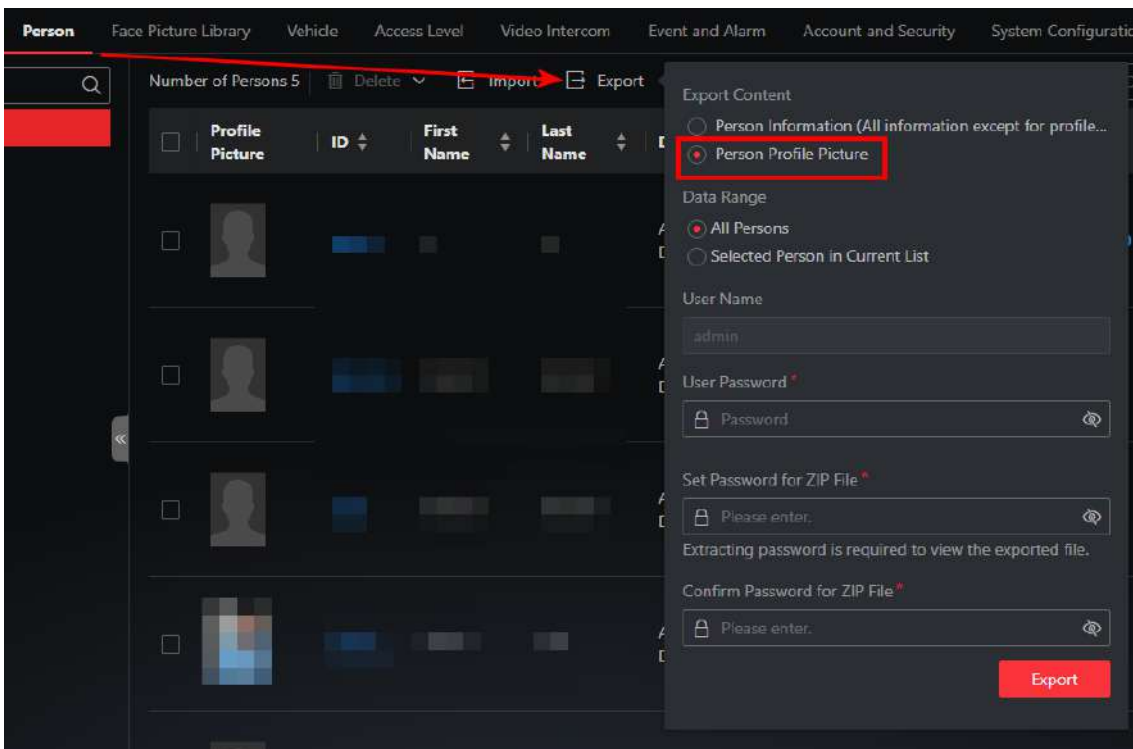 Person Face Picture Library Vehicle Access Level Video Intercom Event and Alarm Account and Security System Configuratio
Number of Persons 5 Delete Import Export
Profile Picture ID First Name Last Name D
Export Content
Person Information (All information except for profile...
Person Profile Picture
Data Range
All Persons
Selected Person in Current List
User Name
admin
User Password *
Password
Set Password for ZIP File *
Please enter.
Extracting password is required to view the exported file.
Confirm Password for ZIP File *
Please enter.
Export